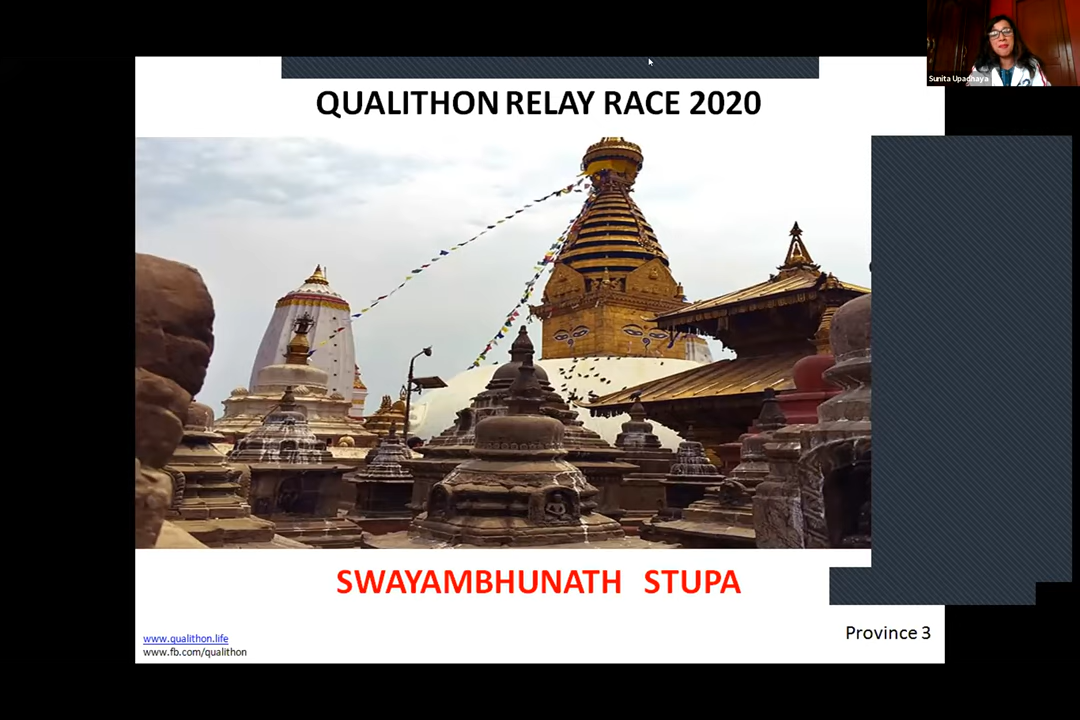 Sunita Upadhaya
QUALITHON RELAY RACE 2020
SWAYAMBHUNATH STUPA
Province 3
www.qualithon.life
www.fb.com/qualithon